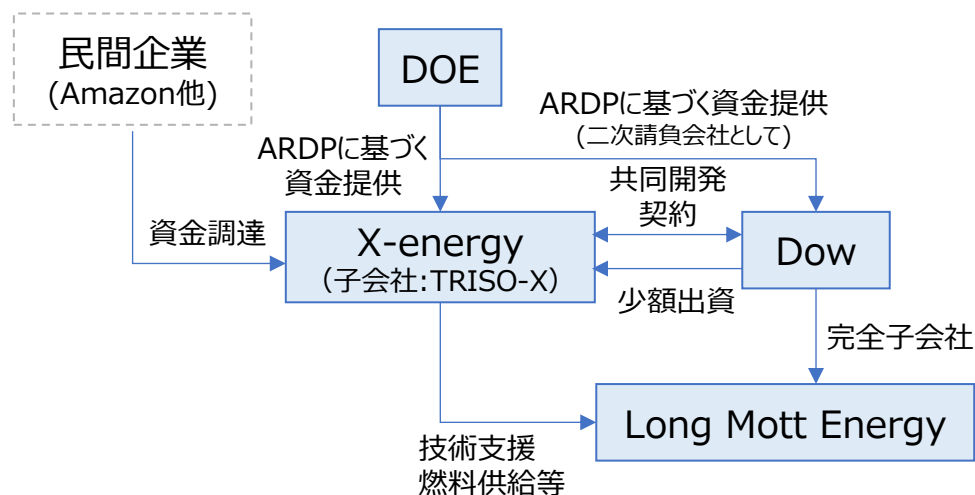 民間企業
(Amazon他)
DOE
ARDPに基づく資金提供
(二次請負会社として)
ARDPに基づく
資金提供
共同開発
契約
資金調達
X-energy
(子会社:TRISO-X)
Dow
少額出資
完全子会社
Long Mott Energy
技術支援
燃料供給等